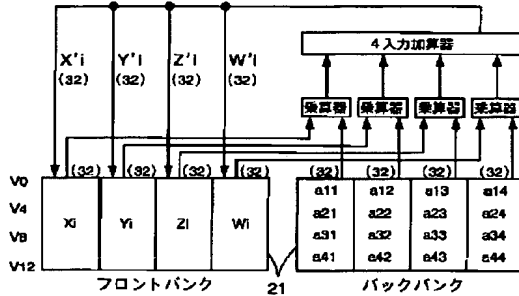 4入力加算器
X'i Y'i Z'i W'i
(32) (32) (32) (32)
乗算器 乗算器 乗算器 乗算器
(32) (32) (32) (32) (32) (32) (32) (32)
V0
V4
V8
V12
Xi Yi Zi Wi
a11 a12 a13 a14
a21 a22 a23 a24
a31 a32 a33 a34
a41 a42 a43 a44
フロントバンク 21 バックバンク